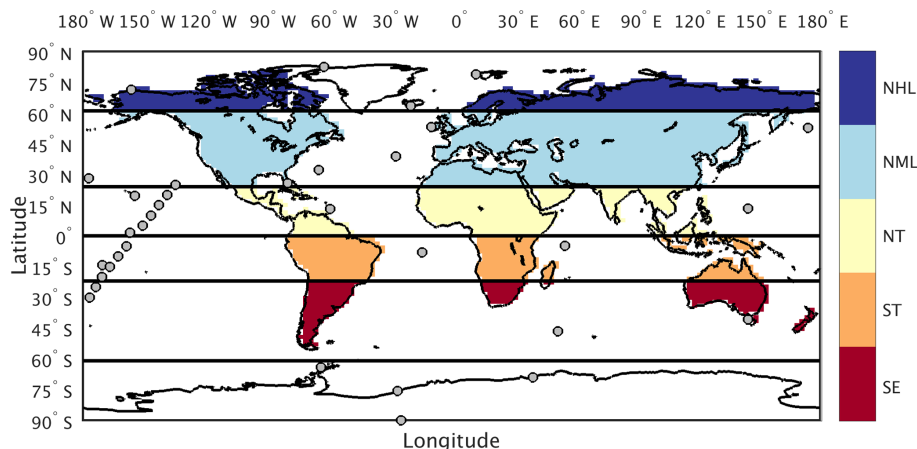 180° W 150° W 120° W 90° W 60° W 30° W 0° E 30° E 60° E 90° E 120° E 150° E 180° E
90° N
75° N
60° N
45° N
30° N
15° N
0° S
15° S
30° S
45° S
60° S
75° S
90° S
Latitude
Longitude
NHL
NML
NT
ST
SE